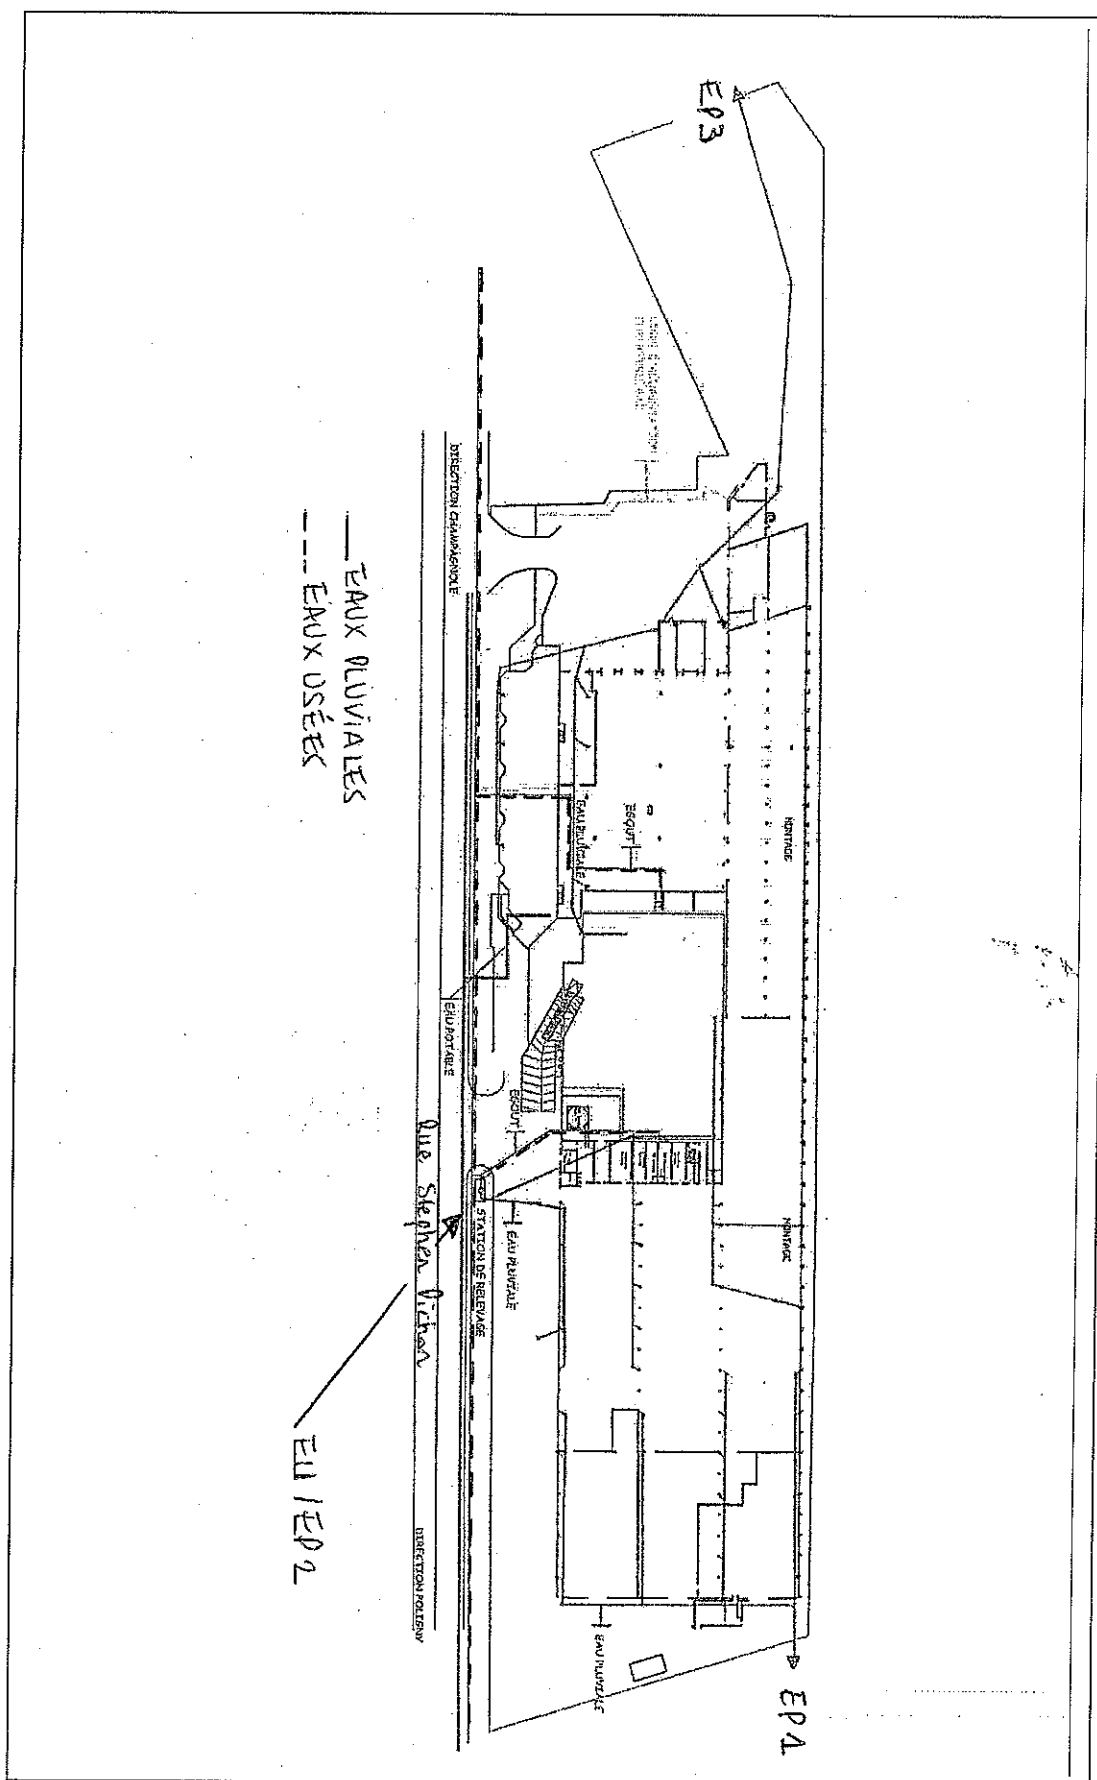 EP3
DIRECTION CHAMPAGNOLE
EAUX PLUVIALES
EAUX USÉES
EAU PLUVIALE
EGOUT
MONTAGE
EAU POTABLE
EGOUT
Rue Stephen Pichon
STATION DE RELEVAGE
EAU PLUVIALE
MONTAGE
EU/EP2
DIRECTION POLIGNY
EAU PLUVIALE
EP1